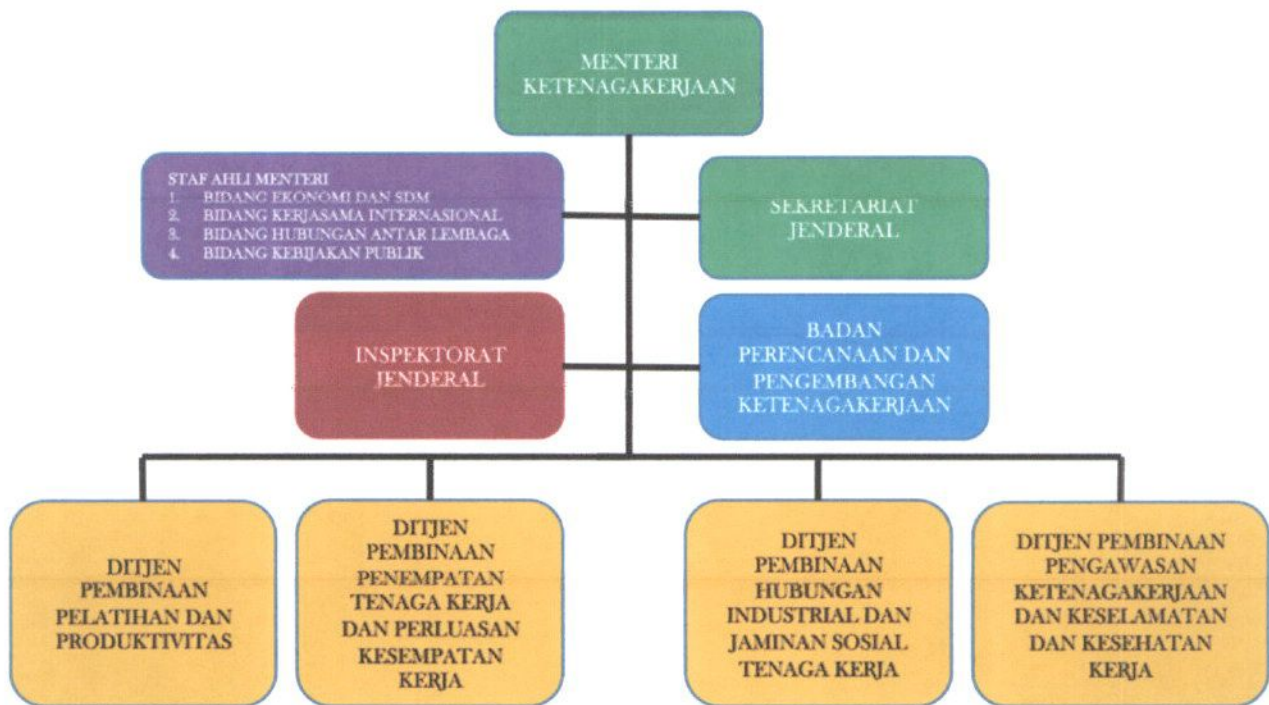 MENTERI
KETENAGAKERJAAN
STAF AHLI MENTERI
1. BIDANG EKONOMI DAN SDM
2. BIDANG KERJASAMA INTERNASIONAL
3. BIDANG HUBUNGAN ANTAR LEMBAGA
4. BIDANG KEBIJAKAN PUBLIK
SEKRETARIAT
JENDERAL
INSPEKTORAT
JENDERAL
BADAN
PERENCANAAN DAN
PENGEMBANGAN
KETENAGAKERJAAN
DITJEN
PEMBINAAN
PELATIHAN DAN
PRODUKTIVITAS
DITJEN
PEMBINAAN
PENEMPATAN
TENAGA KERJA
DAN PERLUASAN
KESEMPATAN
KERJA
DITJEN
PEMBINAAN
HUBUNGAN
INDUSTRIAL DAN
JAMINAN SOSIAL
TENAGA KERJA
DITJEN PEMBINAAN
PENGAWASAN
KETENAGAKERJAAN
DAN KESELAMATAN
DAN KESEHATAN
KERJA